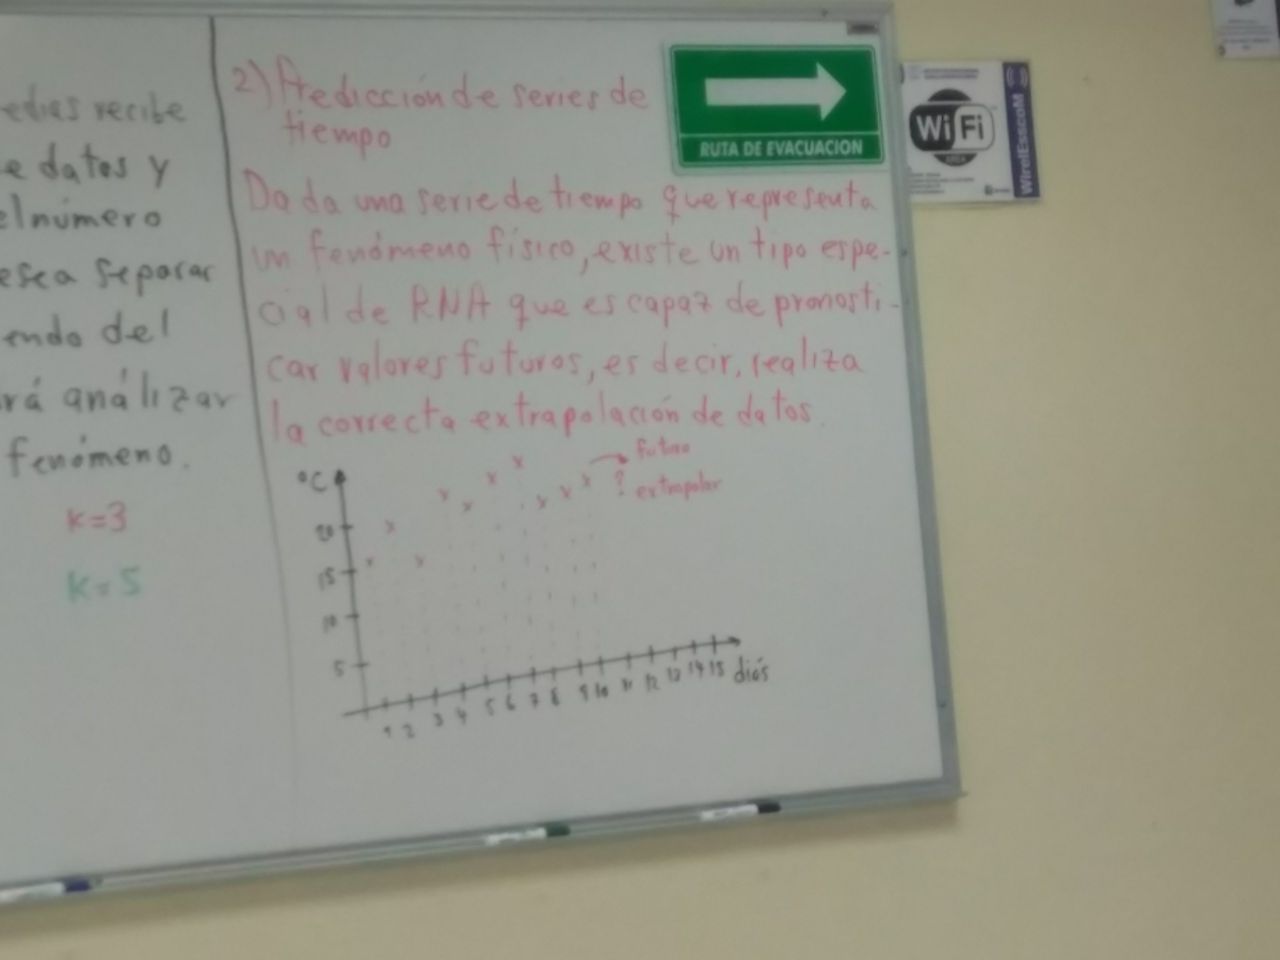 edias recibe
e datos y
el número
esea separar
endo del
rá análizar
fenómeno.
K=3
K=5
2) Predicción de series de
tiempo
Dada una serie de tiempo que representa
un fenómeno físico, existe un tipo espe-
cial de RNA que es capaz de pronosti-
car valores futuros, es decir, realiza
la correcta extrapolación de datos.
°C
futuro
? extrapolar
20
15
10
5
1 2 3 4 5 6 7 8 9 10 11 12 13 14 15 días
RUTA DE EVACUACION
WiFi
WirelEsscoM